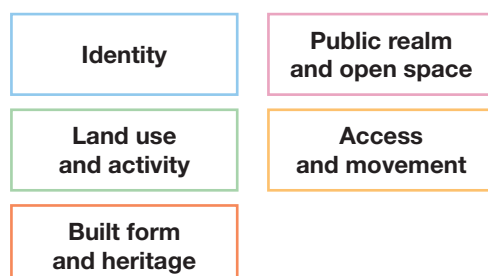 Identity
Public realm
and open space
Land use
and activity
Access
and movement
Built form
and heritage